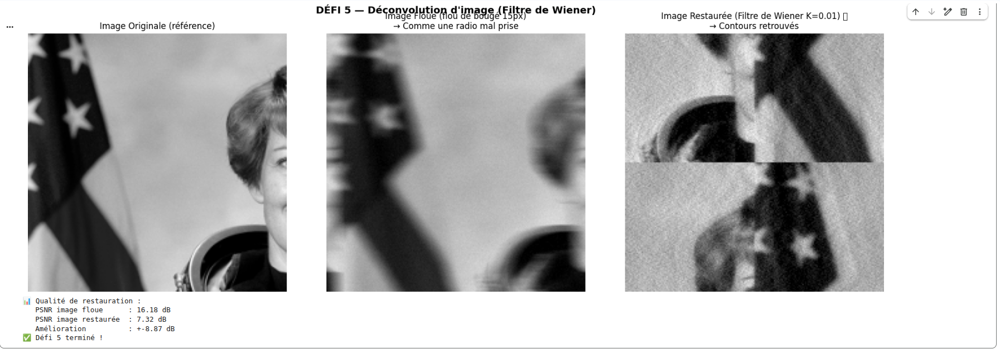 DÉFI 5 — Déconvolution d'image (Filtre de Wiener)
Image Originale (référence)
Image Floue (flou de bougé 15px)
→ Comme une radio mal prise
Image Restaurée (Filtre de Wiener K=0.01) ▯
→ Contours retrouvés
📊 Qualité de restauration :
PSNR image floue : 16.18 dB
PSNR image restaurée : 7.32 dB
Amélioration : +-8.87 dB
✅ Défi 5 terminé !